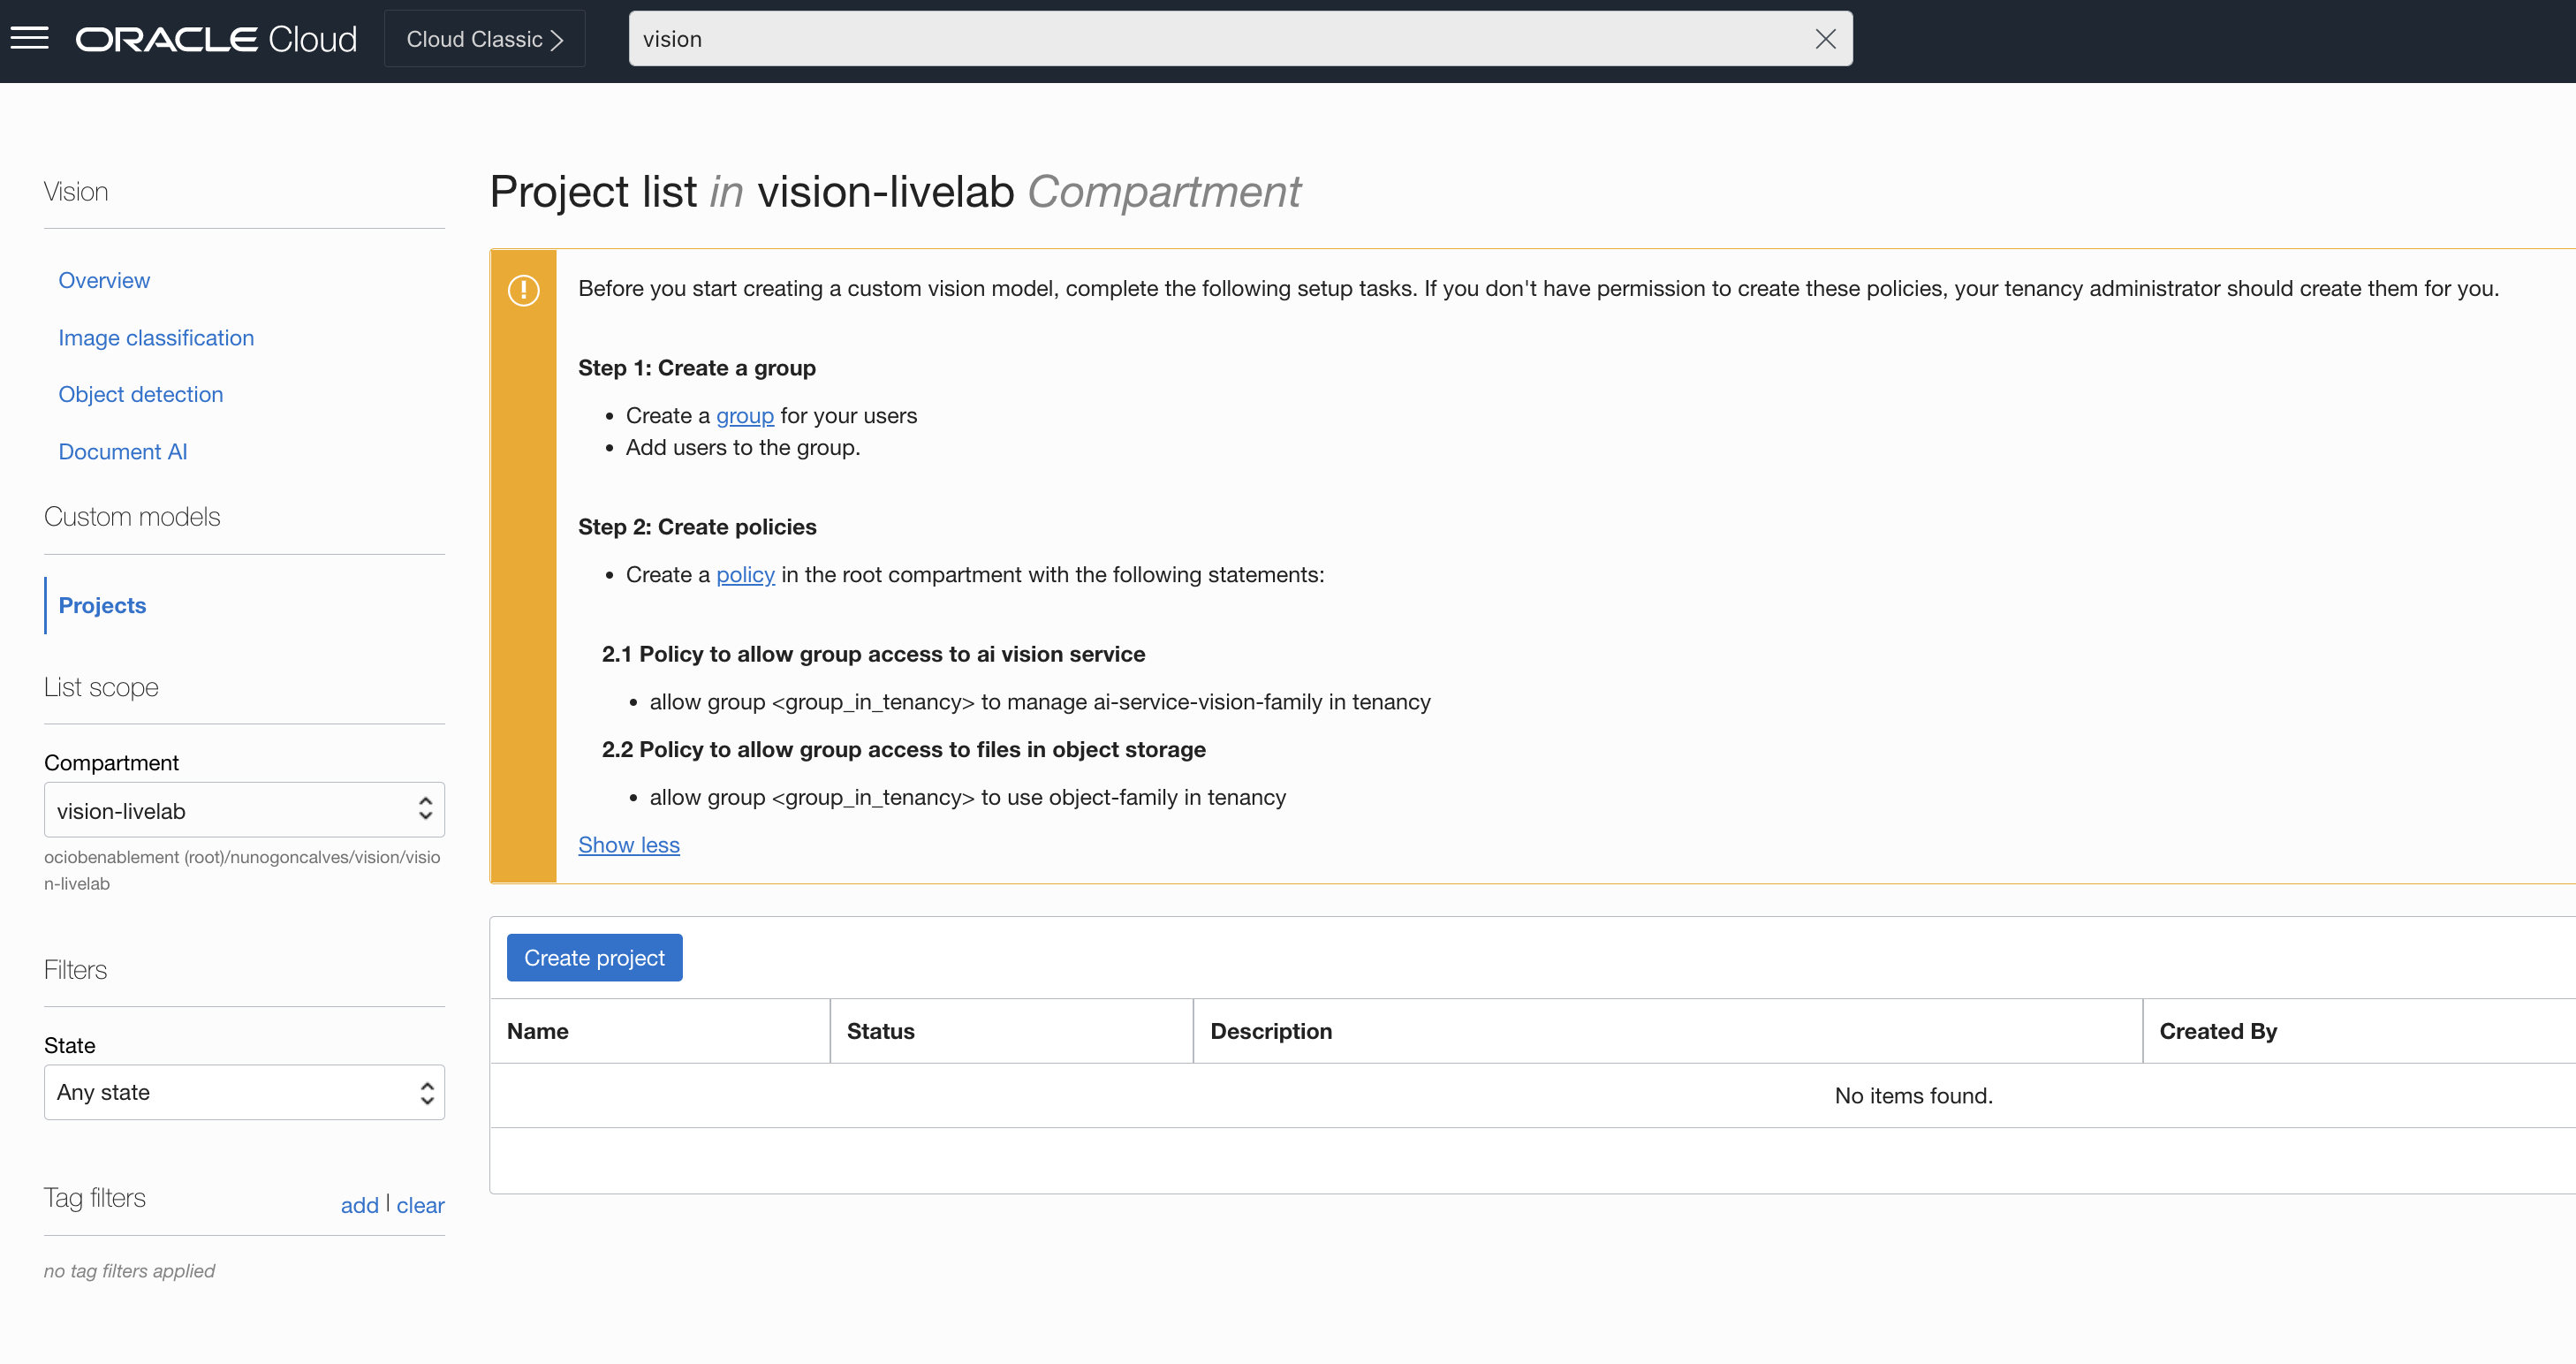 ORACLE Cloud
Cloud Classic
vision
Vision
Overview
Image classification
Object detection
Document AI
Custom models
Projects
List scope
Compartment
vision-livelab
ociobenablement (root)/nunogoncalves/vision/visio
n-livelab
Filters
State
Any state
Tag filters
add | clear
no tag filters applied
Project list in vision-livelab Compartment
Before you start creating a custom vision model, complete the following setup tasks. If you don't have permission to create these policies, your tenancy administrator should create them for you.
Step 1: Create a group
• Create a group for your users
• Add users to the group.
Step 2: Create policies
• Create a policy in the root compartment with the following statements:
2.1 Policy to allow group access to ai vision service
• allow group <group_in_tenancy> to manage ai-service-vision-family in tenancy
2.2 Policy to allow group access to files in object storage
• allow group <group_in_tenancy> to use object-family in tenancy
Show less
Create project
Name Status Description Created By
No items found.